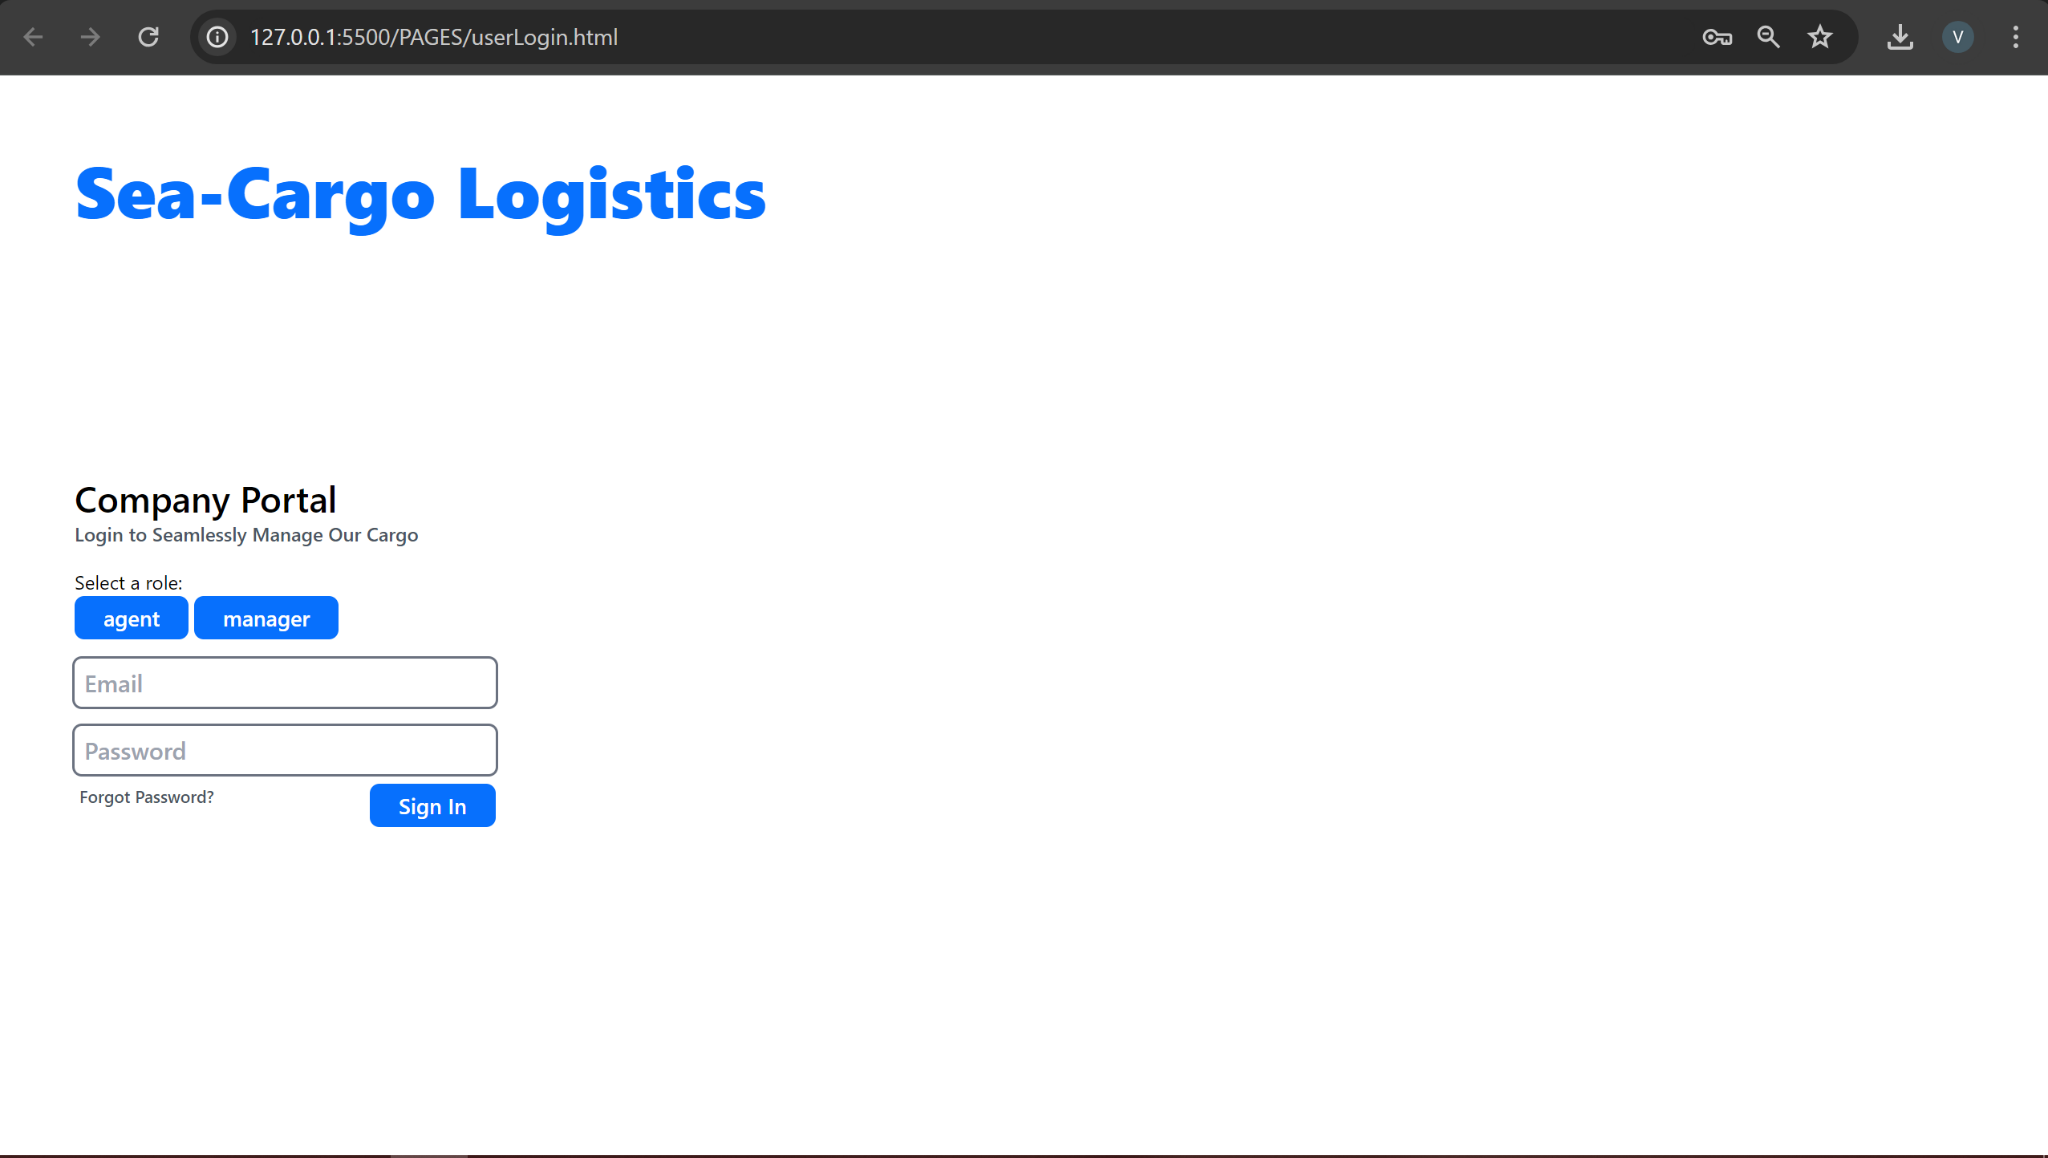 127.0.0.1:5500/PAGES/userLogin.html
V
Sea-Cargo Logistics
Company Portal
Login to Seamlessly Manage Our Cargo
Select a role:
agent manager
Email
Password
Forgot Password? Sign In